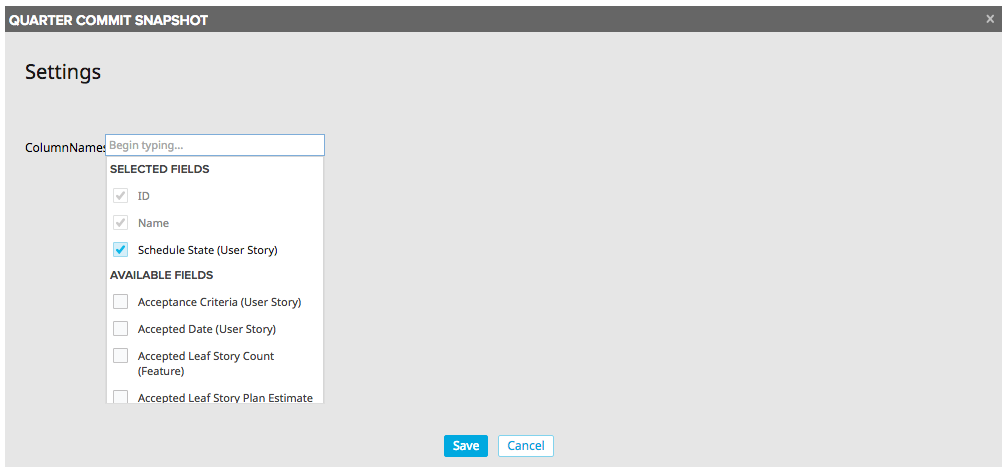 QUARTER COMMIT SNAPSHOT x
Settings
ColumnNames
Begin typing...
SELECTED FIELDS
ID
Name
Schedule State (User Story)
AVAILABLE FIELDS
Acceptance Criteria (User Story)
Accepted Date (User Story)
Accepted Leaf Story Count
(Feature)
Accepted Leaf Story Plan Estimate
Save Cancel